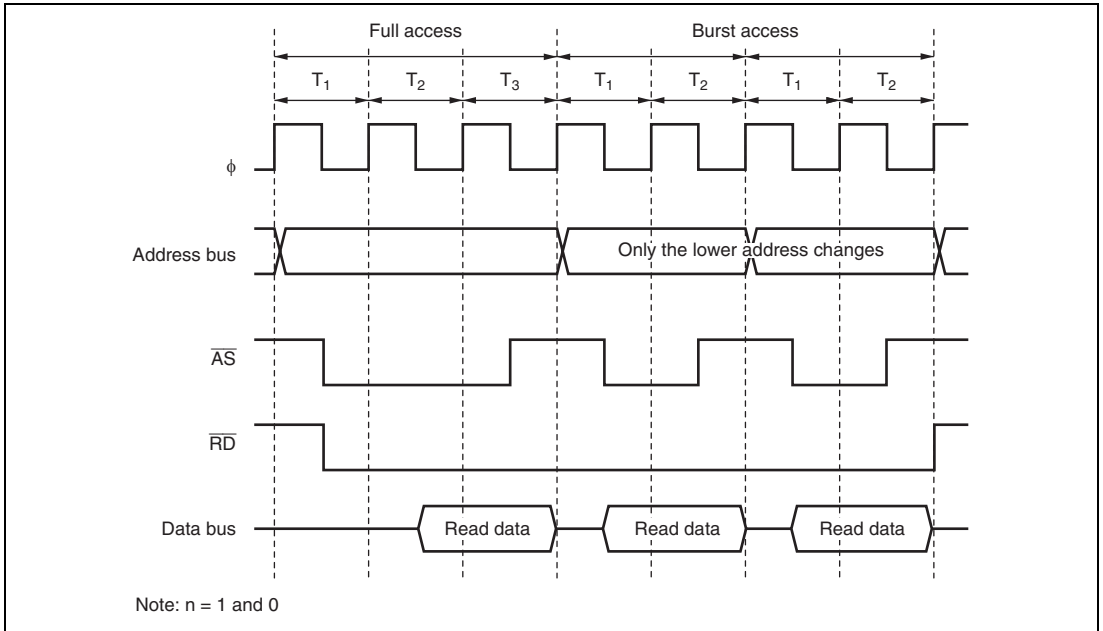 Full access Burst access
T1 T2 T3 T1 T2 T1 T2
ϕ
Address bus Only the lower address changes
AS
RD
Data bus Read data Read data Read data
Note: n = 1 and 0